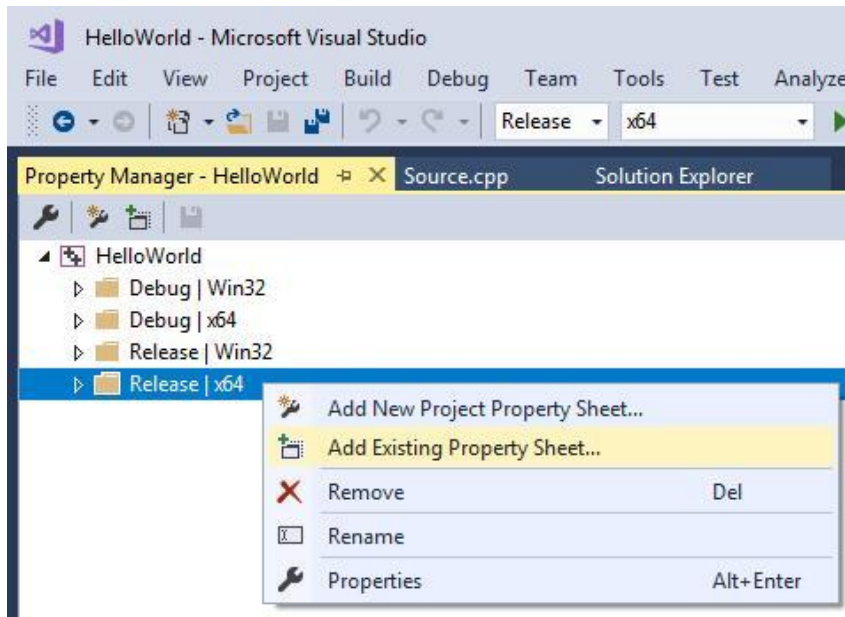 HelloWorld - Microsoft Visual Studio
File Edit View Project Build Debug Team Tools Test Analyze
Release x64
Property Manager - HelloWorld Source.cpp Solution Explorer
HelloWorld
Debug | Win32
Debug | x64
Release | Win32
Release | x64
Add New Project Property Sheet...
Add Existing Property Sheet...
Remove Del
Rename
Properties Alt+Enter